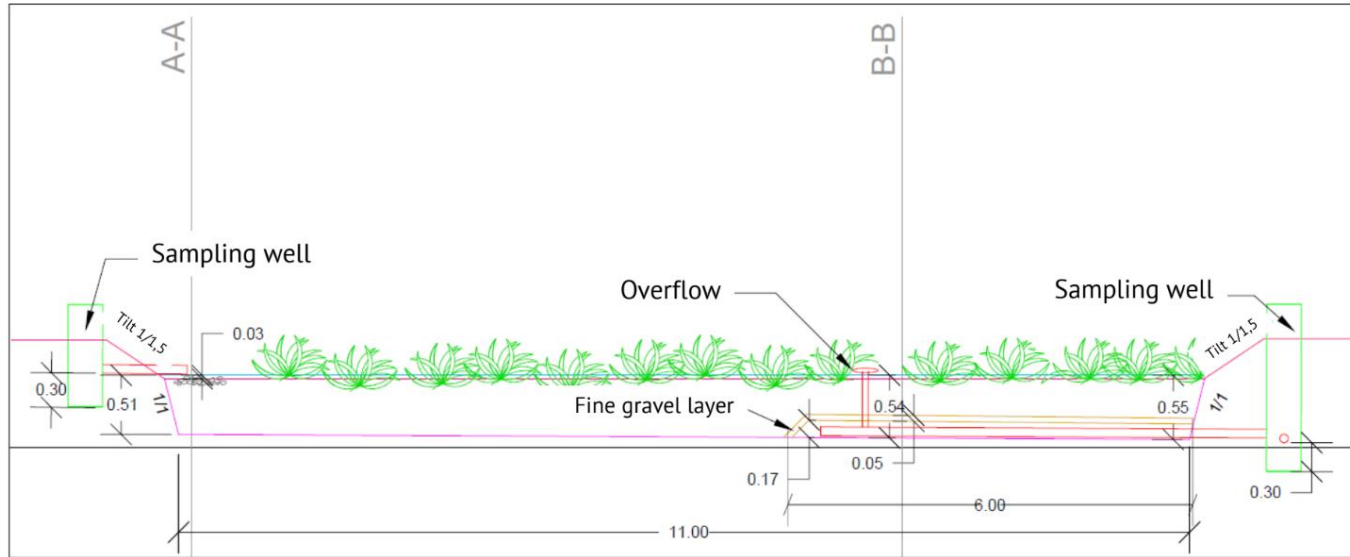 A-A
B-B
Sampling well
Overflow
Sampling well
Tilt 1/1,5
Tilt 1/1,5
0.03
0.30
0.51
1/1
Fine gravel layer
0.54
0.55
1/1
0.17
0.05
0.30
6.00
11.00